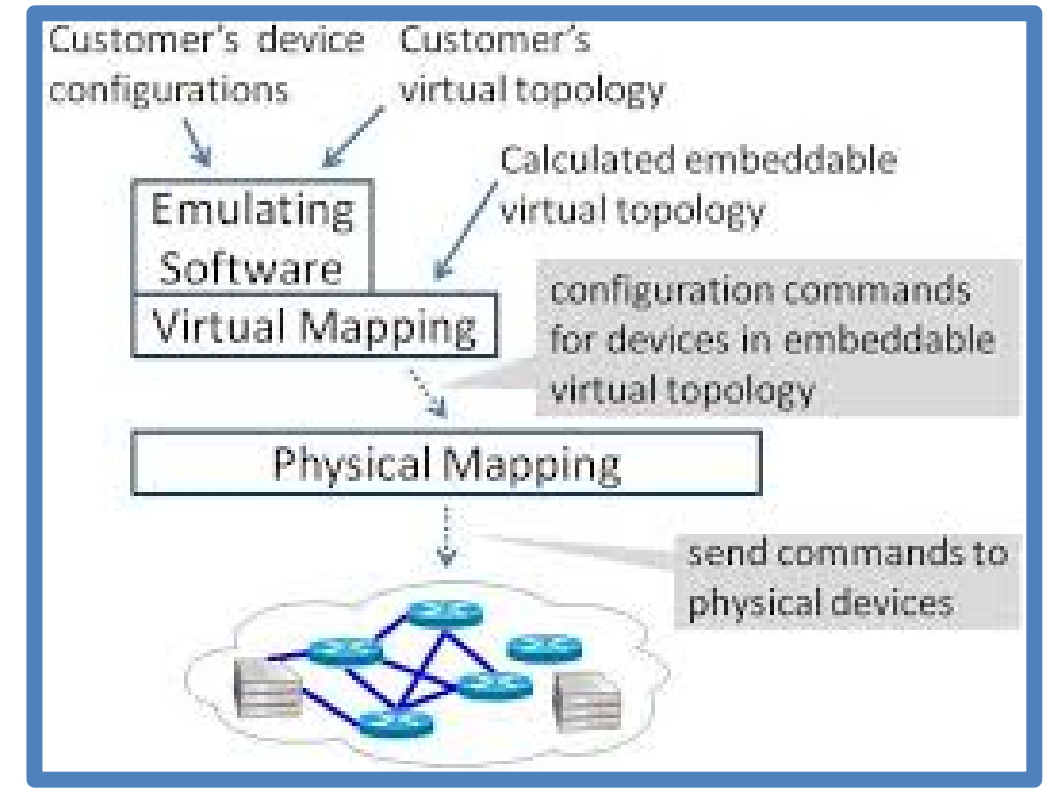 Customer's device
configurations
Customer's
virtual topology
Calculated embeddable
virtual topology
Emulating
Software
Virtual Mapping
configuration commands
for devices in embeddable
virtual topology
Physical Mapping
send commands to
physical devices